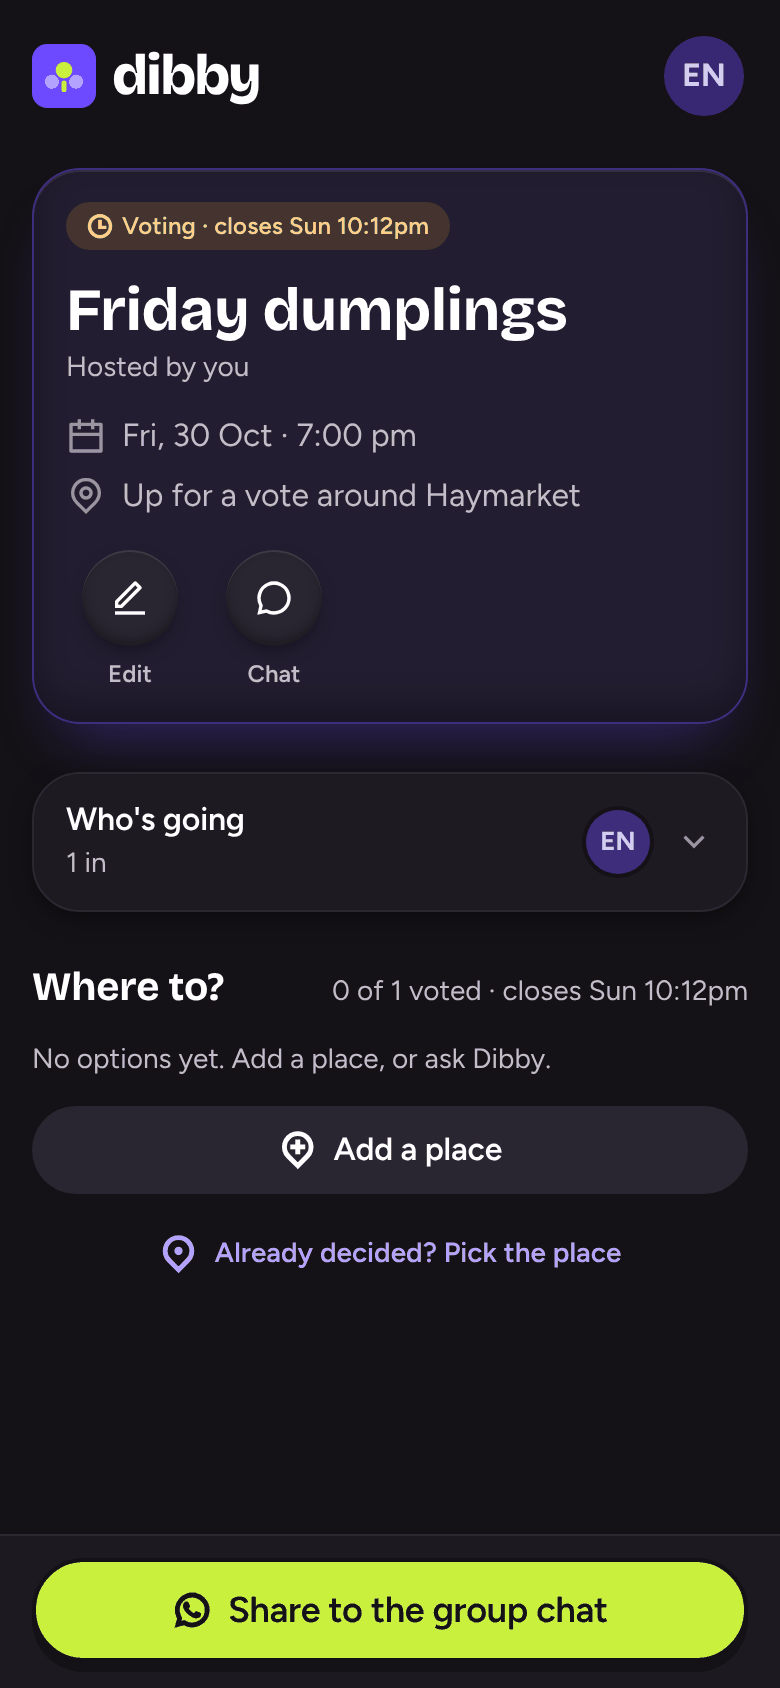 dibby
EN
Voting · closes Sun 10:12pm
Friday dumplings
Hosted by you
Fri, 30 Oct · 7:00 pm
Up for a vote around Haymarket
Edit
Chat
Who's going
1 in
EN
Where to?
0 of 1 voted · closes Sun 10:12pm
No options yet. Add a place, or ask Dibby.
Add a place
Already decided? Pick the place
Share to the group chat